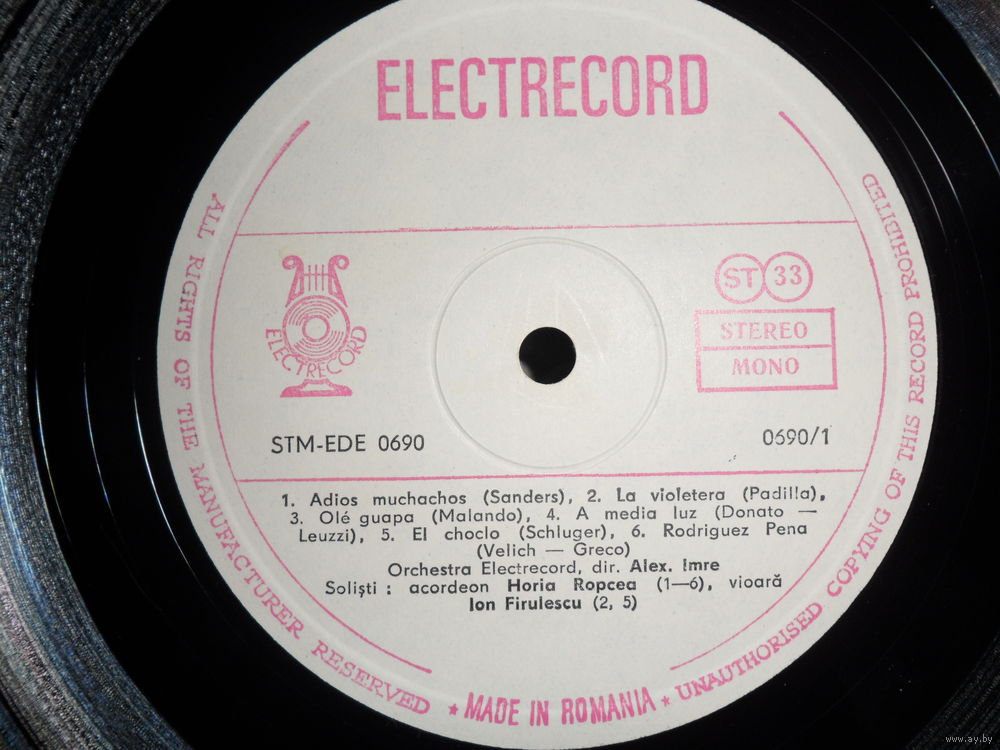 ELECTRECORD
ELECTRECORD
ST 33
STEREO
MONO
STM-EDE 0690
0690/1
1. Adios muchachos (Sanders), 2. La violetera (Padilla),
3. Olé guapa (Malando), 4. A media luz (Donato —
Leuzzi), 5. El choclo (Schluger), 6. Rodriguez Pena
(Velich — Greco)
Orchestra Electrecord, dir. Alex. Imre
Soliști : acordeon Horia Ropcea (1—6), vioară
Ion Firulescu (2, 5)
ALL RIGHTS OF THE MANUFACTURER RESERVED * MADE IN ROMANIA * UNAUTHORISED COPYING OF THIS RECORD PROHIBITED
www.ay.by